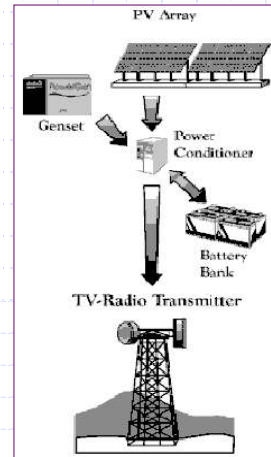 PV Array
Genset
Power
Conditioner
Battery
Bank
TV-Radio Transmitter